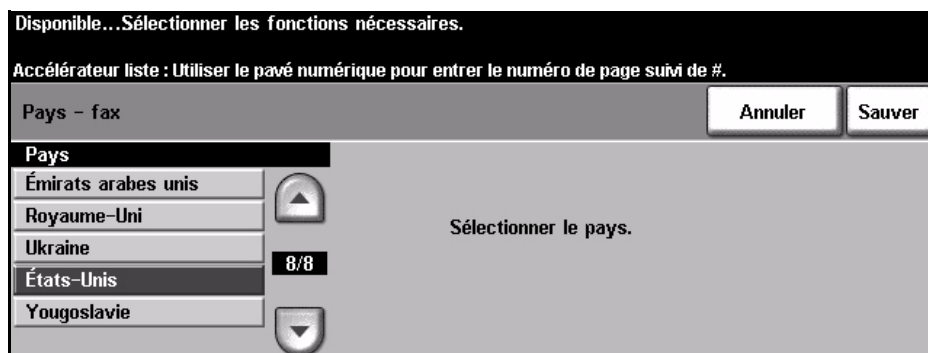 Disponible...Sélectionner les fonctions nécessaires.
Accélérateur liste : Utiliser le pavé numérique pour entrer le numéro de page suivi de #.
Pays - fax
Annuler
Sauver
Pays
Émirats arabes unis
Royaume-Uni
Ukraine
États-Unis
Yougoslavie
8/8
Sélectionner le pays.